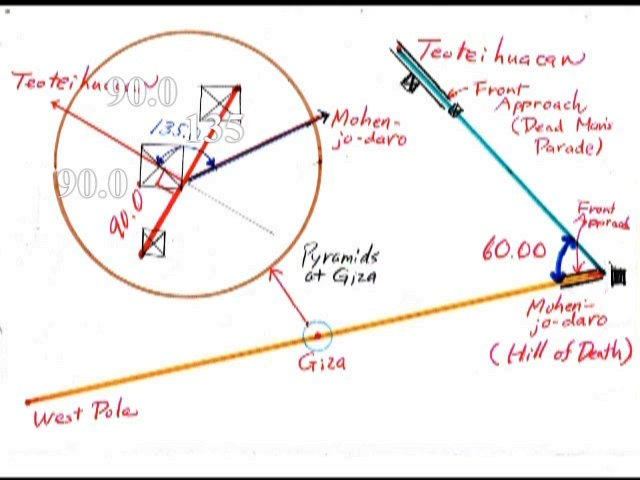 Teoteihuacan
90.0
135.0
135
90.0
90.0
Mohen-
jo-daro
Pyramids
at Giza
Teoteihuacan
Front
Approach
(Dead Man's
Parade)
Front
Approach
60.00
Mohen-
jo-daro
(Hill of Death)
Giza
West Pole